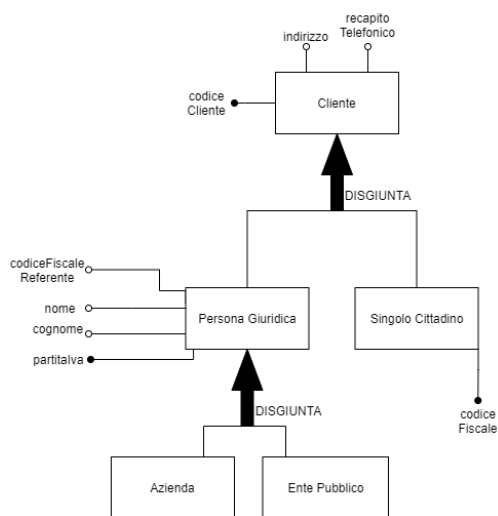 recapito
Telefonico
indirizzo
codice
Cliente
Cliente
DISGIUNTA
codiceFiscale
Referente
nome
cognome
partitaIva
Persona Giuridica
Singolo Cittadino
codice
Fiscale
DISGIUNTA
Azienda
Ente Pubblico